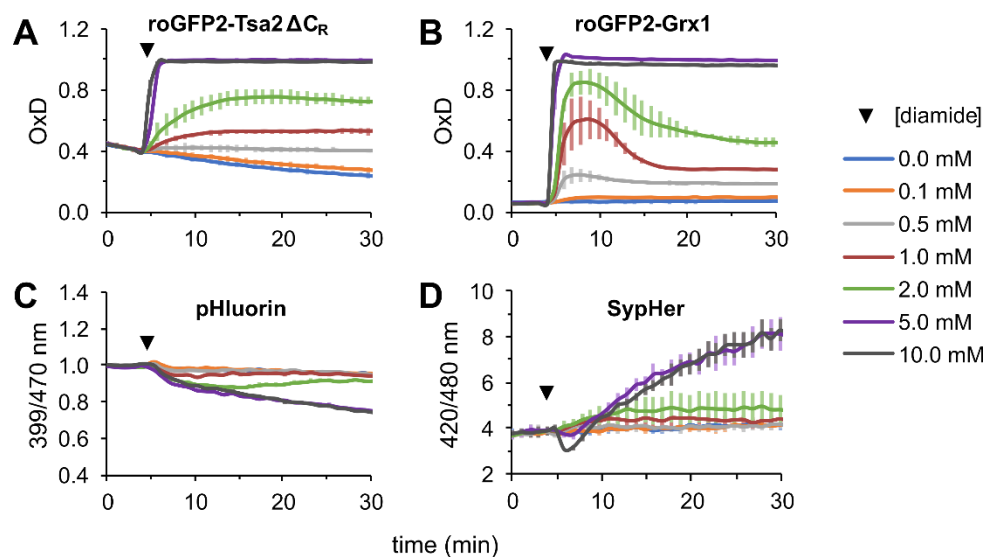 A roGFP2-Tsa2ΔC_R
1.2
0.8
0.4
0.0
OxD
0 10 20 30
B roGFP2-Grx1
1.2
0.8
0.4
0.0
OxD
0 10 20 30
C pHluorin
1.4
1.2
1.0
0.8
0.6
0.4
399/470 nm
0 10 20 30
D SypHer
10
8
6
4
2
420/480 nm
0 10 20 30
time (min)
▼ [diamide]
0.0 mM
0.1 mM
0.5 mM
1.0 mM
2.0 mM
5.0 mM
10.0 mM